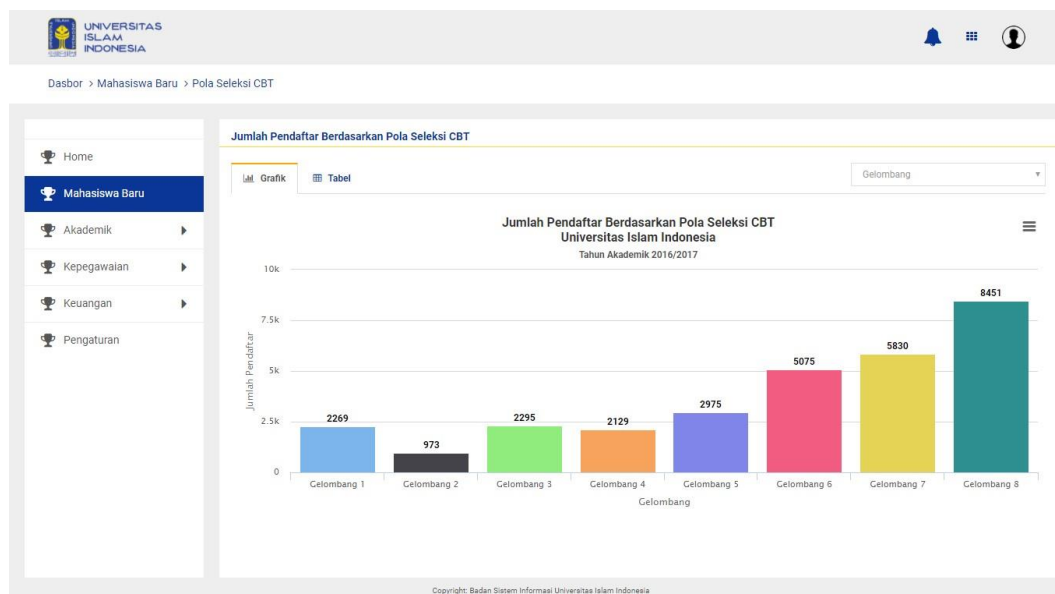 UNIVERSITAS
ISLAM
INDONESIA
Dasbor > Mahasiswa Baru > Pola Seleksi CBT
Home
Mahasiswa Baru
Akademik
Kepegawaian
Keuangan
Pengaturan
Jumlah Pendaftar Berdasarkan Pola Seleksi CBT
Grafik
Tabel
Gelombang
Jumlah Pendaftar Berdasarkan Pola Seleksi CBT
Universitas Islam Indonesia
Tahun Akademik 2016/2017
Jumlah Pendaftar
10k
7.5k
5k
2.5k
0
2269
973
2295
2129
2975
5075
5830
8451
Gelombang 1
Gelombang 2
Gelombang 3
Gelombang 4
Gelombang 5
Gelombang 6
Gelombang 7
Gelombang 8
Gelombang
Copyright: Badan Sistem Informasi Universitas Islam Indonesia